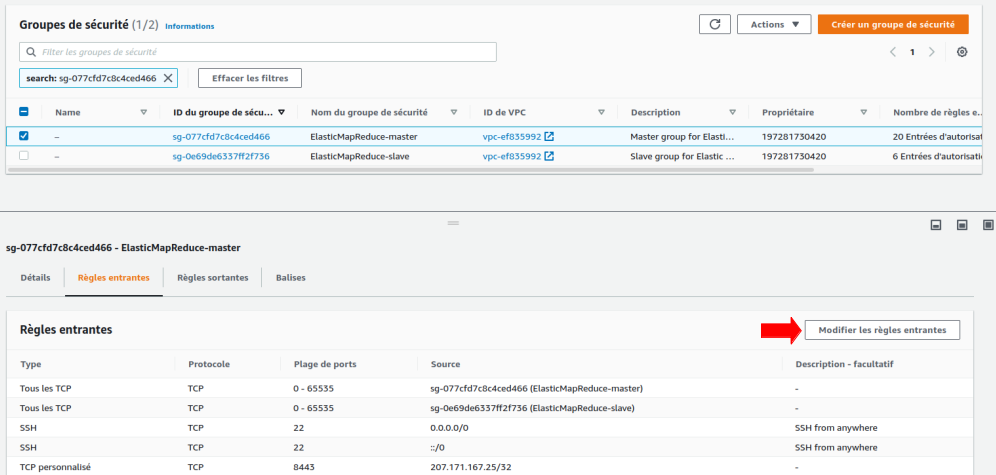 Groupes de sécurité (1/2) Informations
Actions Créer un groupe de sécurité
Filter les groupes de sécurité
1
search: sg-077cfd7c8c4ced466 Effacer les filtres
Name ID du groupe de sécu... Nom du groupe de sécurité ID de VPC Description Propriétaire Nombre de règles e..
– sg-077cfd7c8c4ced466 ElasticMapReduce-master vpc-ef835992 Master group for Elasti... 197281730420 20 Entrées d'autorisat
– sg-0e69de6337ff2f736 ElasticMapReduce-slave vpc-ef835992 Slave group for Elastic ... 197281730420 6 Entrées d'autorisati
sg-077cfd7c8c4ced466 - ElasticMapReduce-master
Détails Règles entrantes Règles sortantes Balises
Règles entrantes Modifier les règles entrantes
Type Protocole Plage de ports Source Description - facultatif
Tous les TCP TCP 0 - 65535 sg-077cfd7c8c4ced466 (ElasticMapReduce-master) -
Tous les TCP TCP 0 - 65535 sg-0e69de6337ff2f736 (ElasticMapReduce-slave) -
SSH TCP 22 0.0.0.0/0 SSH from anywhere
SSH TCP 22 ::/0 SSH from anywhere
TCP personnalisé TCP 8443 207.171.167.25/32 -